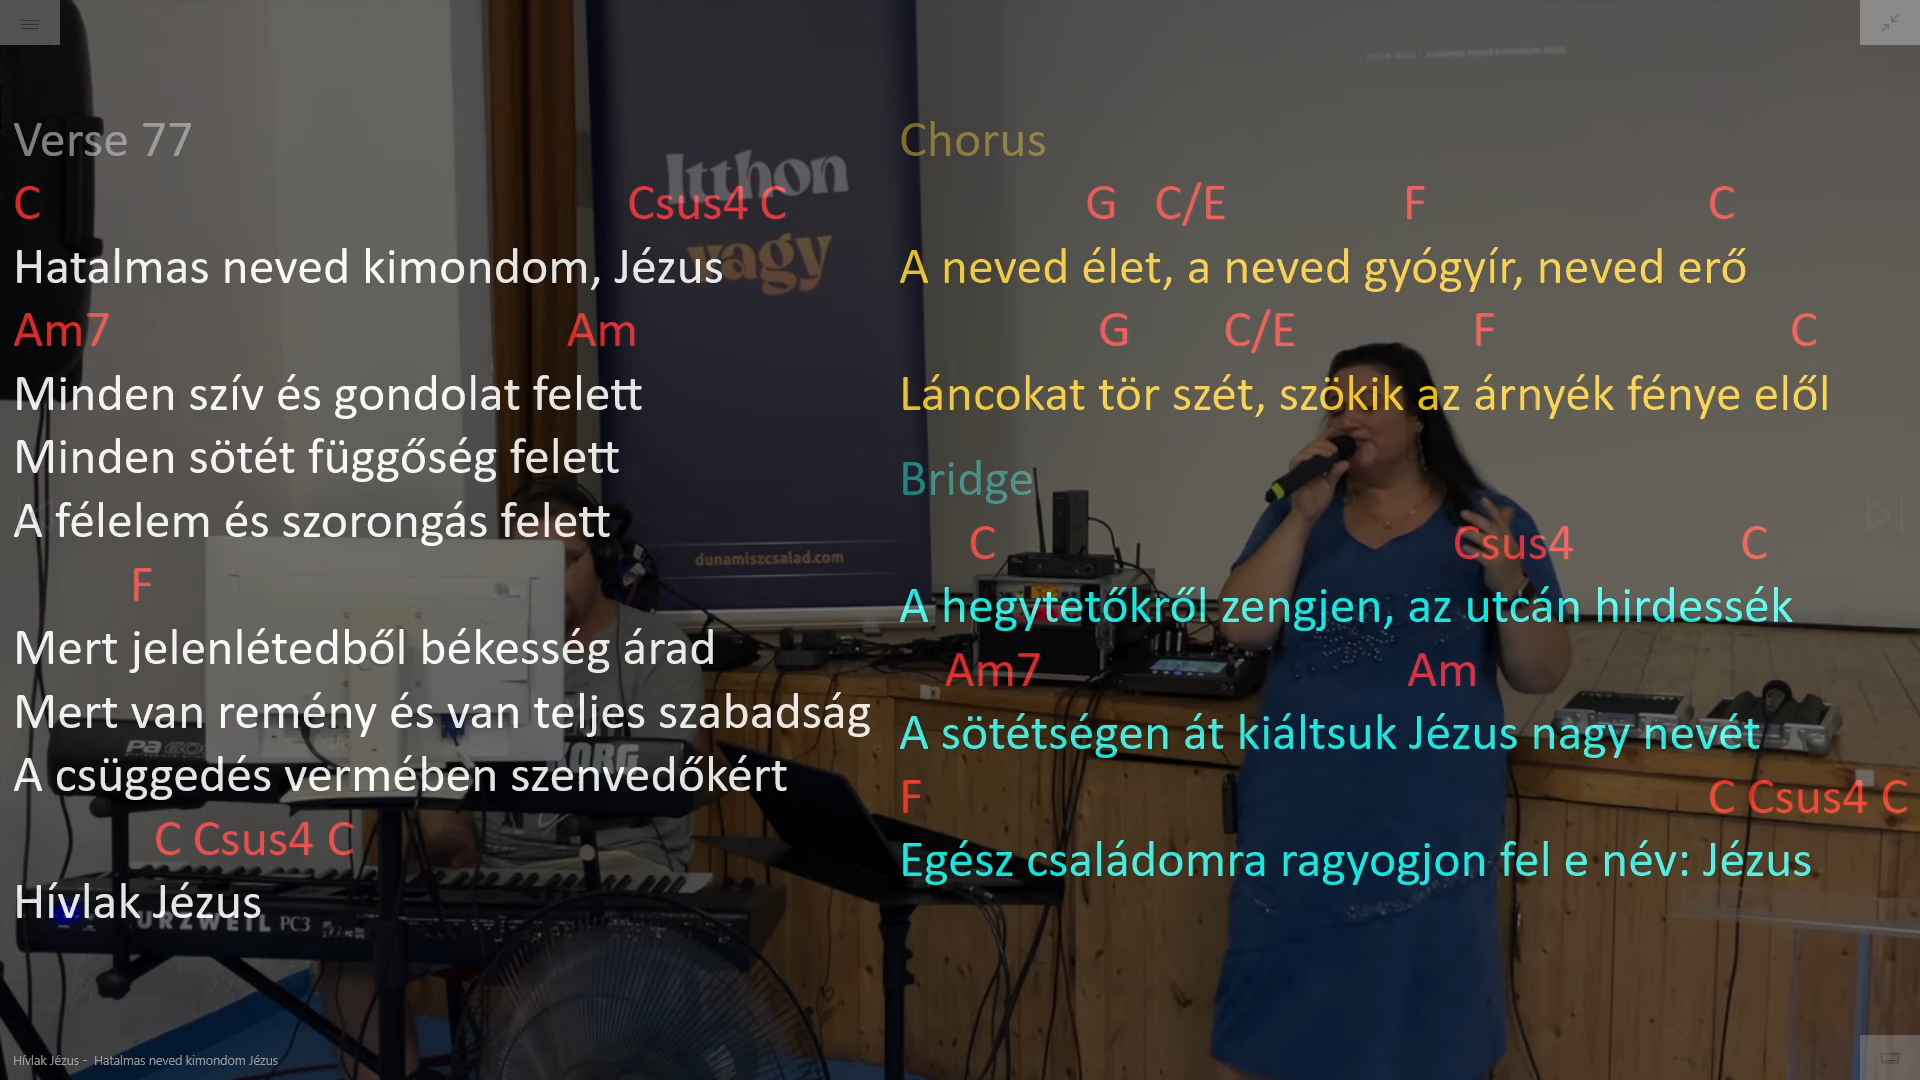 Verse 77
C Csus4 C
Hatalmas neved kimondom, Jézus
Am7 Am
Minden szív és gondolat felett
Minden sötét függőség felett
A félelem és szorongás felett
F
Mert jelenlétedből békesség árad
Mert van remény és van teljes szabadság
A csüggedés vermében szenvedőkért
C Csus4 C
Hívlak Jézus
Chorus
G C/E F C
A neved élet, a neved gyógyír, neved erő
G C/E F C
Láncokat tör szét, szökik az árnyék fénye elől
Bridge
C Csus4 C
A hegytetőkről zengjen, az utcán hirdessék
Am7 Am
A sötétségen át kiáltsuk Jézus nagy nevét
F C Csus4 C
Egész családomra ragyogjon fel e név: Jézus
Itthon
vagy
dunamiszcsalad.com
KORG
PC3
Hívlak Jézus - Hatalmas neved kimondom Jézus